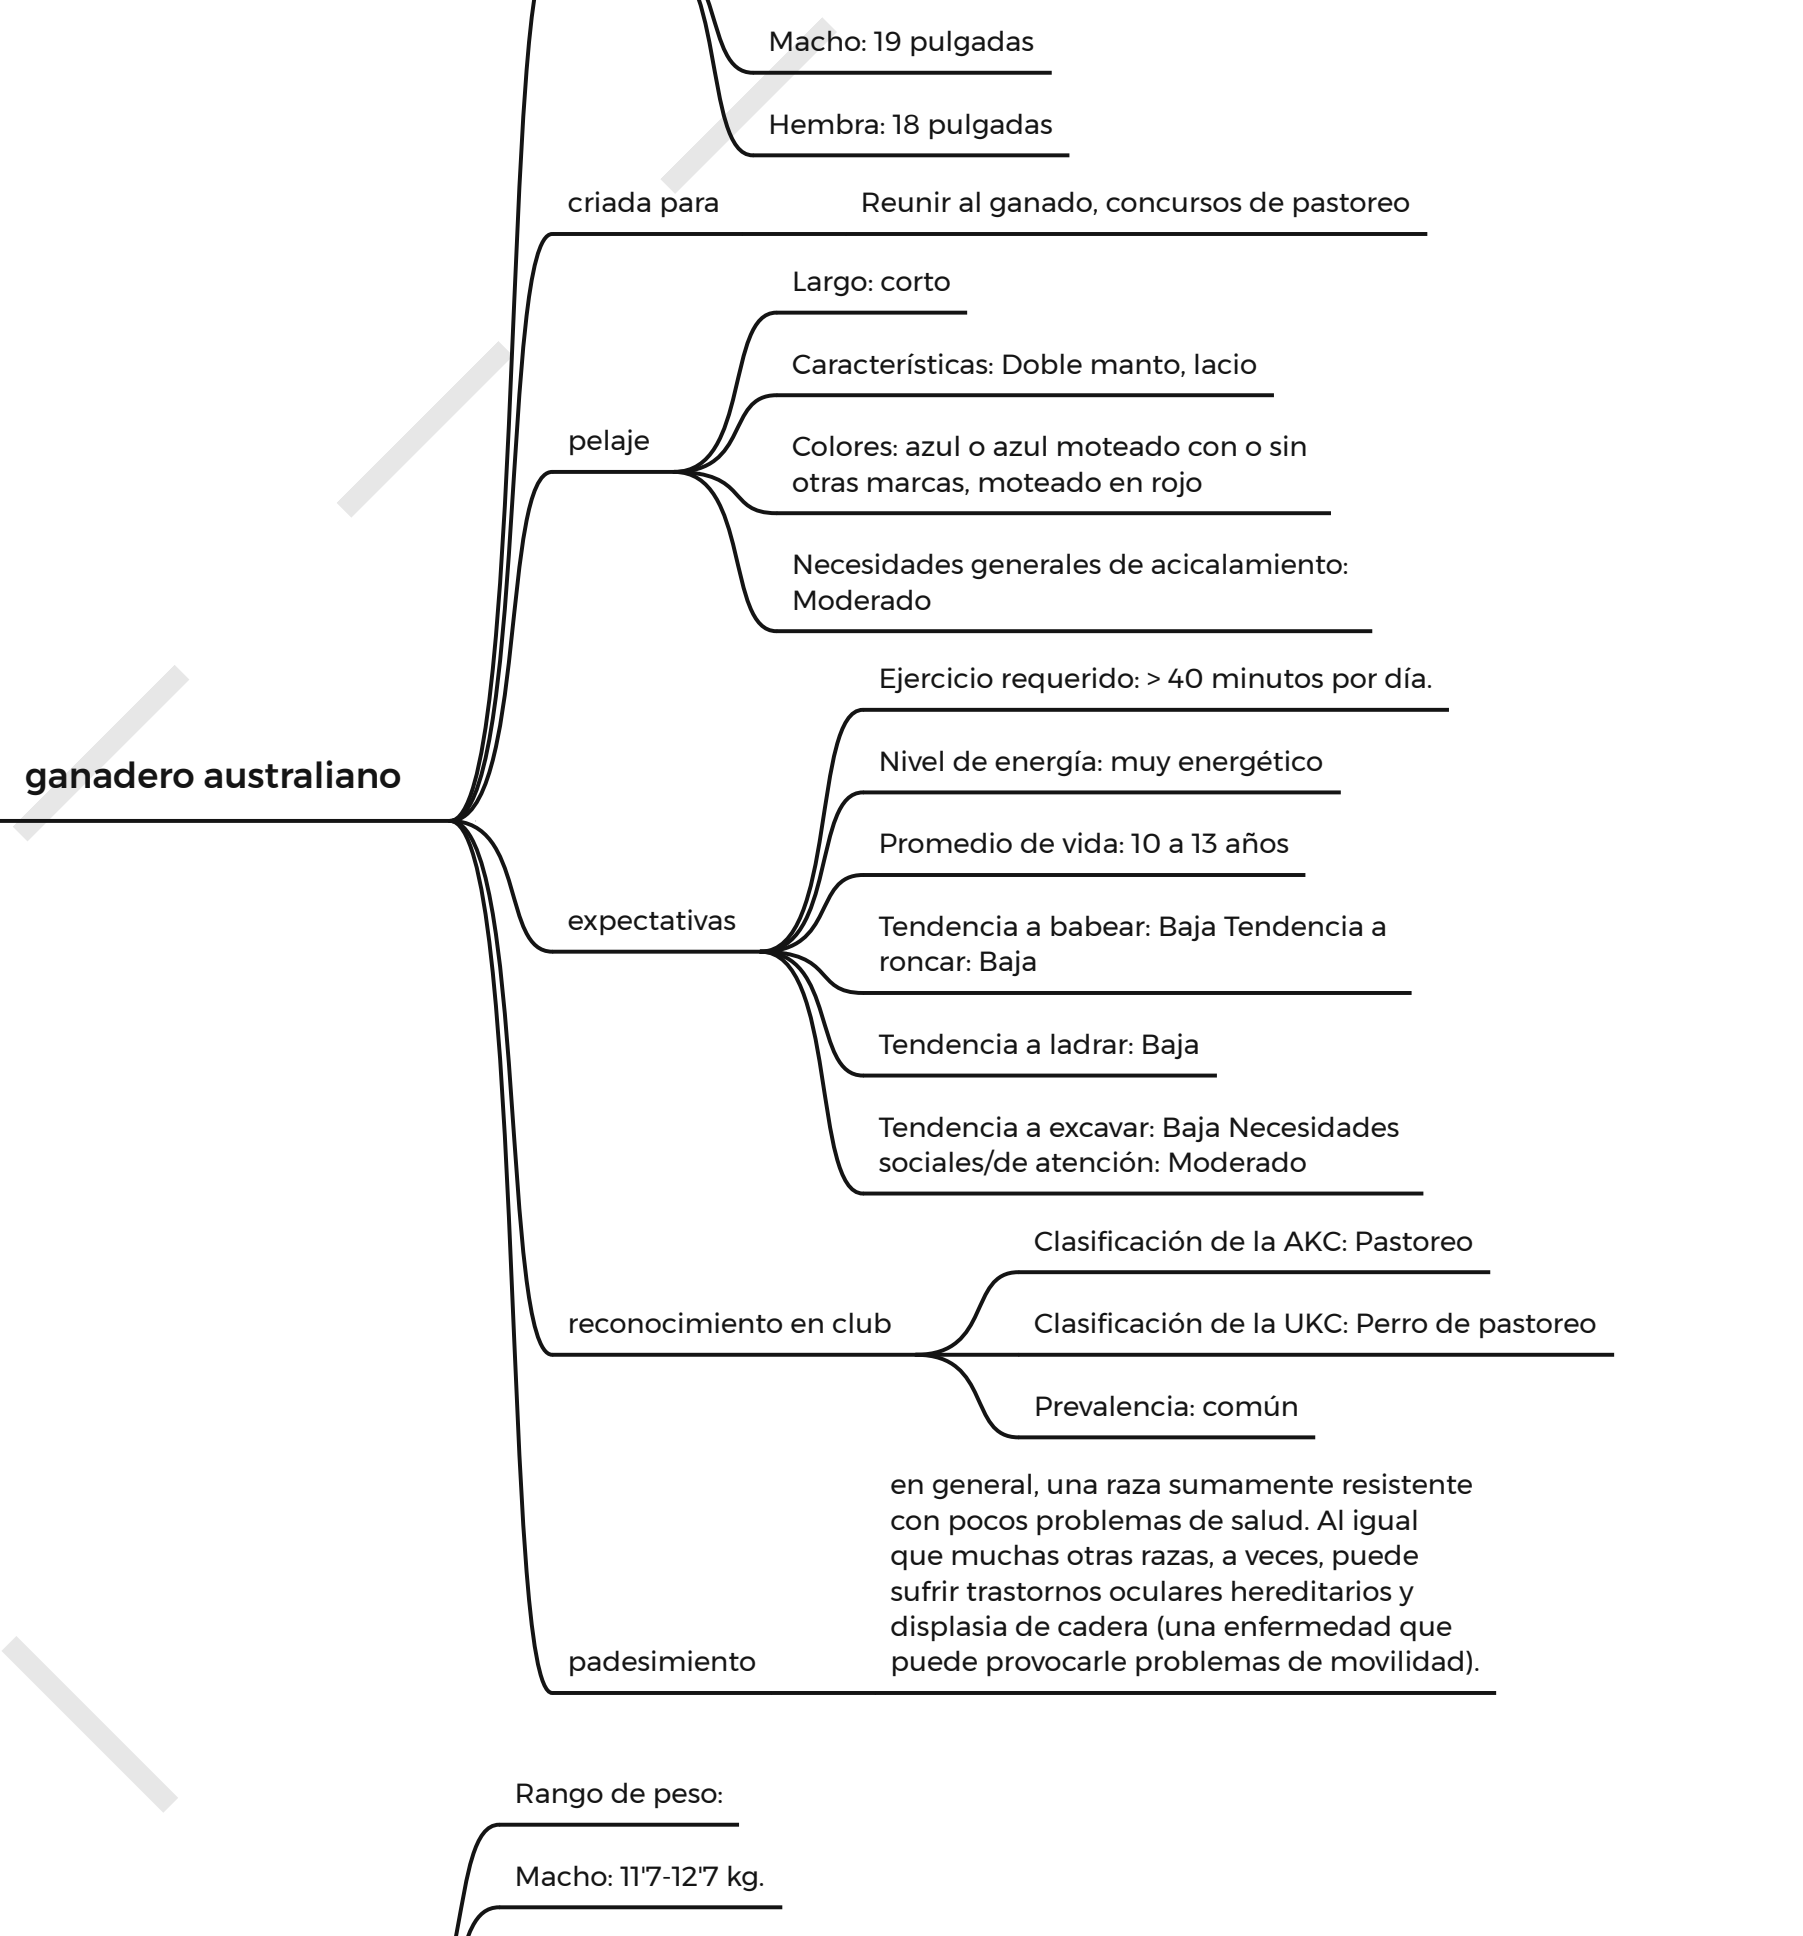 Macho: 19 pulgadas
Hembra: 18 pulgadas
criada para
Reunir al ganado, concursos de pastoreo
Largo: corto
Características: Doble manto, lacio
pelaje
Colores: azul o azul moteado con o sin
otras marcas, moteado en rojo
Necesidades generales de acicalamiento:
Moderado
Ejercicio requerido: > 40 minutos por día.
Nivel de energía: muy energético
ganadero australiano
Promedio de vida: 10 a 13 años
expectativas
Tendencia a babear: Baja Tendencia a
roncar: Baja
Tendencia a ladrar: Baja
Tendencia a excavar: Baja Necesidades
sociales/de atención: Moderado
Clasificación de la AKC: Pastoreo
reconocimiento en club
Clasificación de la UKC: Perro de pastoreo
Prevalencia: común
padesimiento
en general, una raza sumamente resistente
con pocos problemas de salud. Al igual
que muchas otras razas, a veces, puede
sufrir trastornos oculares hereditarios y
displasia de cadera (una enfermedad que
puede provocarle problemas de movilidad).
Rango de peso:
Macho: 11'7-12'7 kg.